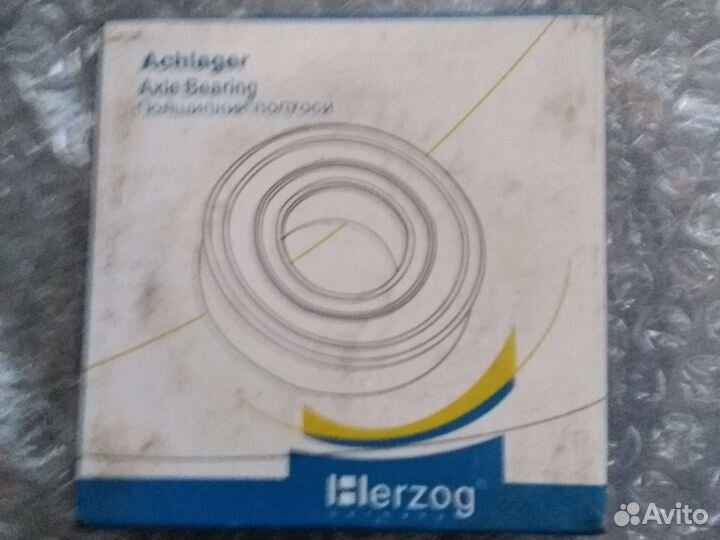 Achlager
Axle Bearing
Подшипник полуоси
Herzog®
Avito